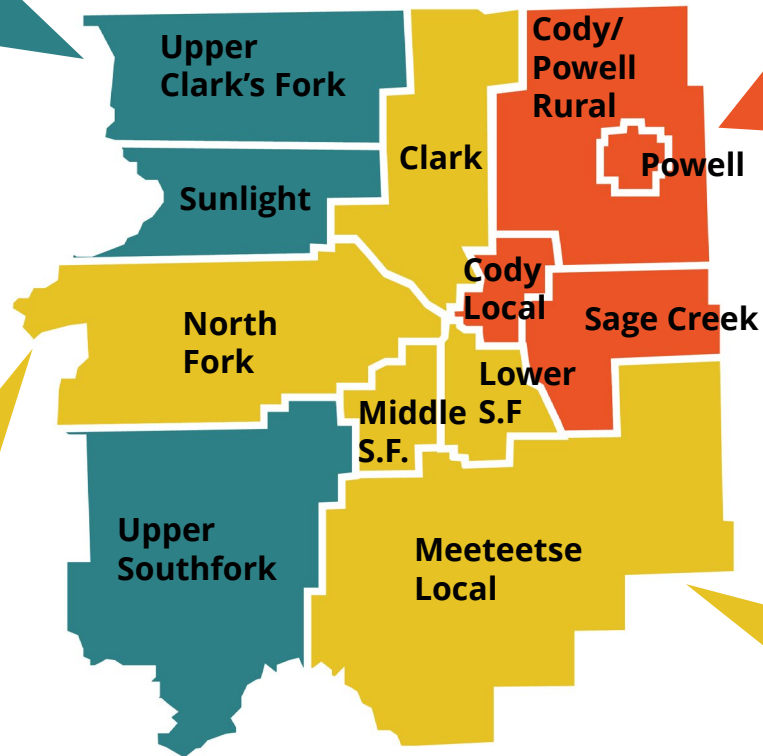 Upper
Clark's Fork
Cody/
Powell
Rural
Clark
Powell
Sunlight
Cody
Local
North
Fork
Sage Creek
Lower
S.F
Middle
S.F.
Upper
Southfork
Meeteetse
Local